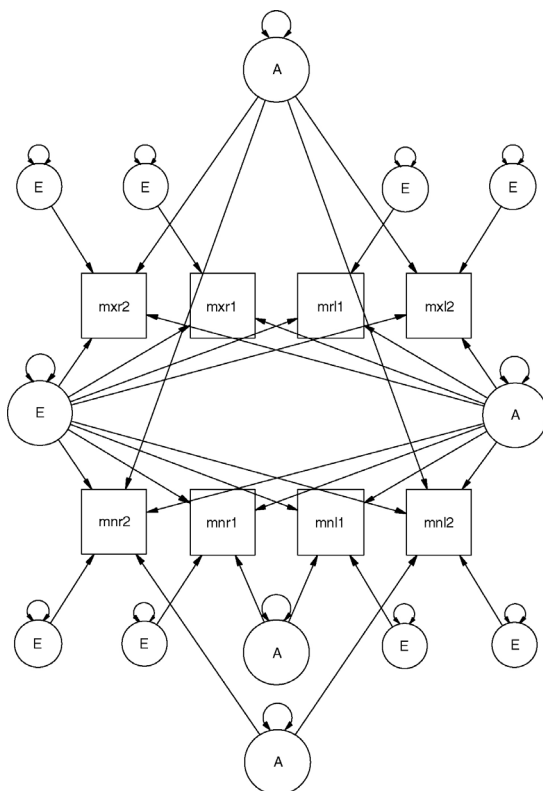 A
E E E E
mxr2 mxr1 mrl1 mxl2
E A
mnr2 mnr1 mnl1 mnl2
E E A E E
A